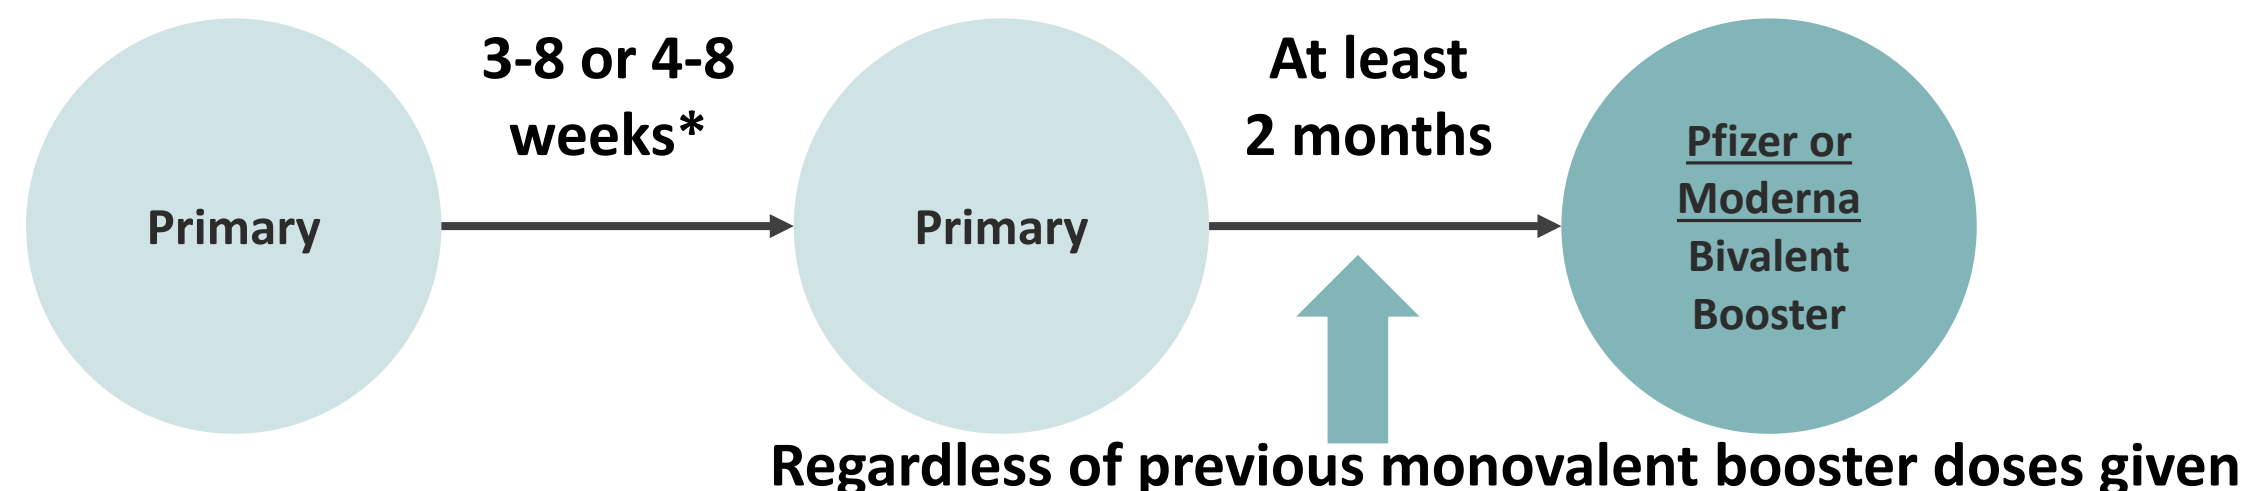 Primary
3-8 or 4-8
weeks*
Primary
At least
2 months
Pfizer or
Moderna
Bivalent
Booster
Regardless of previous monovalent booster doses given